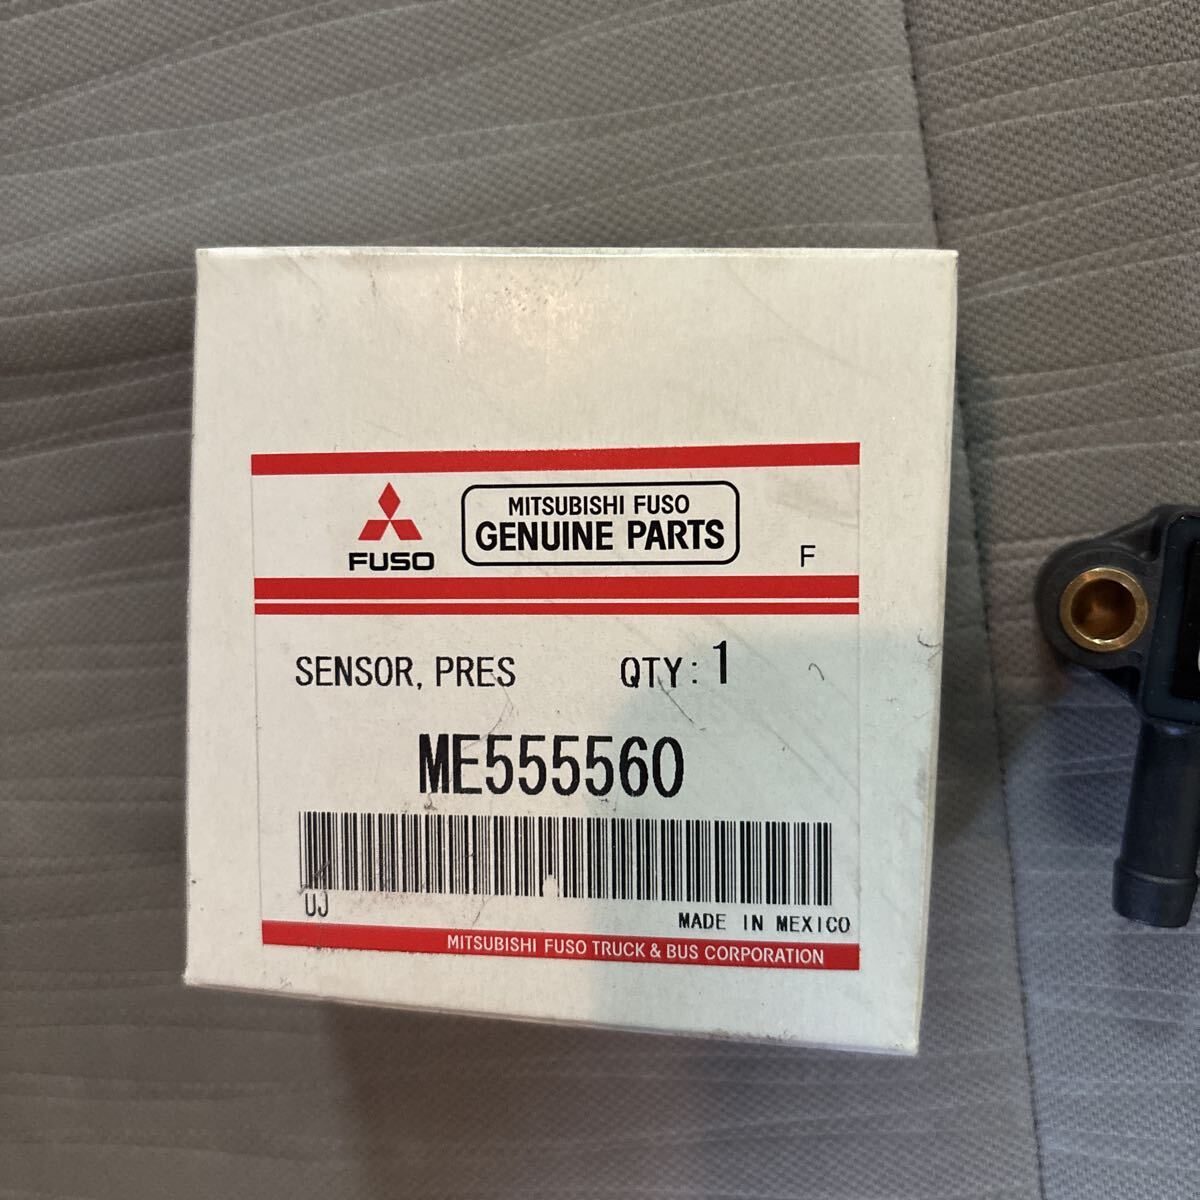 FUSO
MITSUBISHI FUSO
GENUINE PARTS
F
SENSOR, PRES QTY: 1
ME555560
UJ
MADE IN MEXICO
MITSUBISHI FUSO TRUCK & BUS CORPORATION